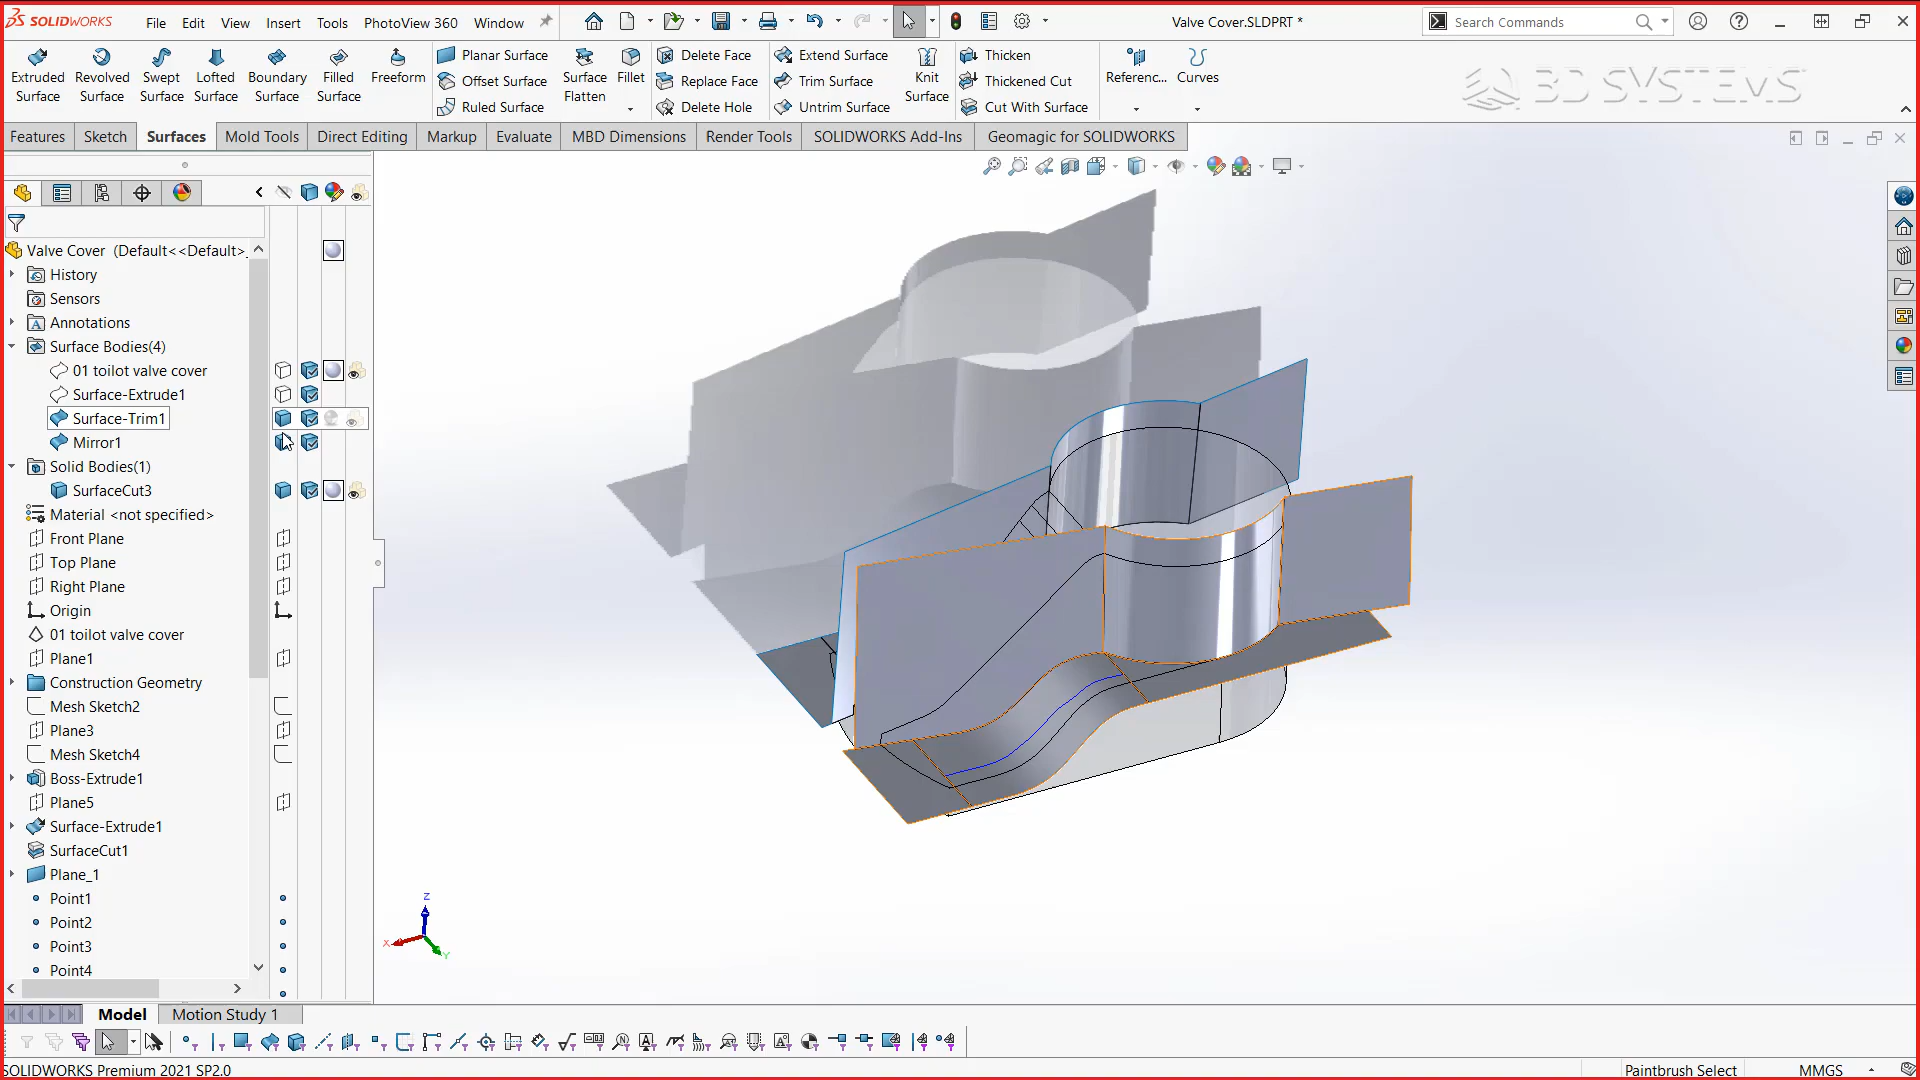 SOLIDWORKS File Edit View Insert Tools PhotoView 360 Window Valve Cover.SLDPRT * Search Commands
Extruded Surface
Revolved Surface
Swept Surface
Lofted Surface
Boundary Surface
Filled Surface
Freeform
Planar Surface
Offset Surface
Ruled Surface
Surface Flatten
Fillet
Delete Face
Replace Face
Delete Hole
Extend Surface
Trim Surface
Untrim Surface
Knit Surface
Thicken
Thickened Cut
Cut With Surface
Referenc...
Curves
3D SYSTEMS
Features Sketch Surfaces Mold Tools Direct Editing Markup Evaluate MBD Dimensions Render Tools SOLIDWORKS Add-Ins Geomagic for SOLIDWORKS
Valve Cover (Default<<Default>
History
Sensors
Annotations
Surface Bodies(4)
01 toilot valve cover
Surface-Extrude1
Surface-Trim1
Mirror1
Solid Bodies(1)
SurfaceCut3
Material <not specified>
Front Plane
Top Plane
Right Plane
Origin
01 toilot valve cover
Plane1
Construction Geometry
Mesh Sketch2
Plane3
Mesh Sketch4
Boss-Extrude1
Plane5
Surface-Extrude1
SurfaceCut1
Plane_1
Point1
Point2
Point3
Point4
Z
X
Y
Model Motion Study 1
SOLIDWORKS Premium 2021 SP2.0 Paintbrush Select MMGS